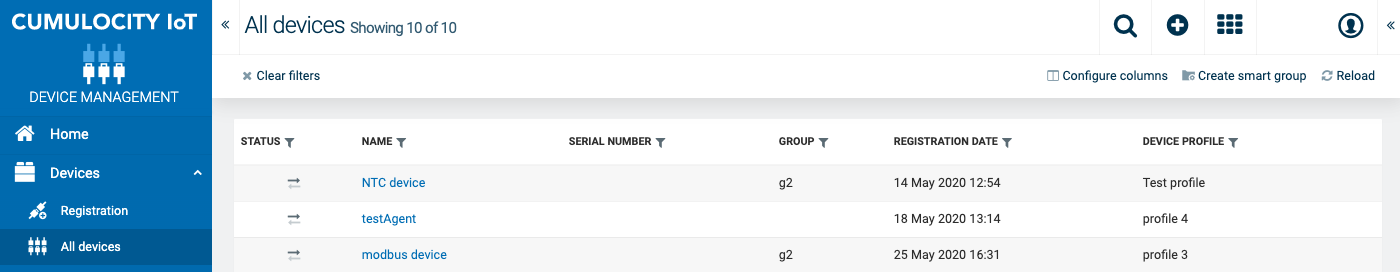 CUMULOCITY IoT
DEVICE MANAGEMENT
Home
Devices
Registration
All devices
All devices Showing 10 of 10
Clear filters
Configure columns Create smart group Reload
STATUS NAME SERIAL NUMBER GROUP REGISTRATION DATE DEVICE PROFILE
NTC device g2 14 May 2020 12:54 Test profile
testAgent 18 May 2020 13:14 profile 4
modbus device g2 25 May 2020 16:31 profile 3